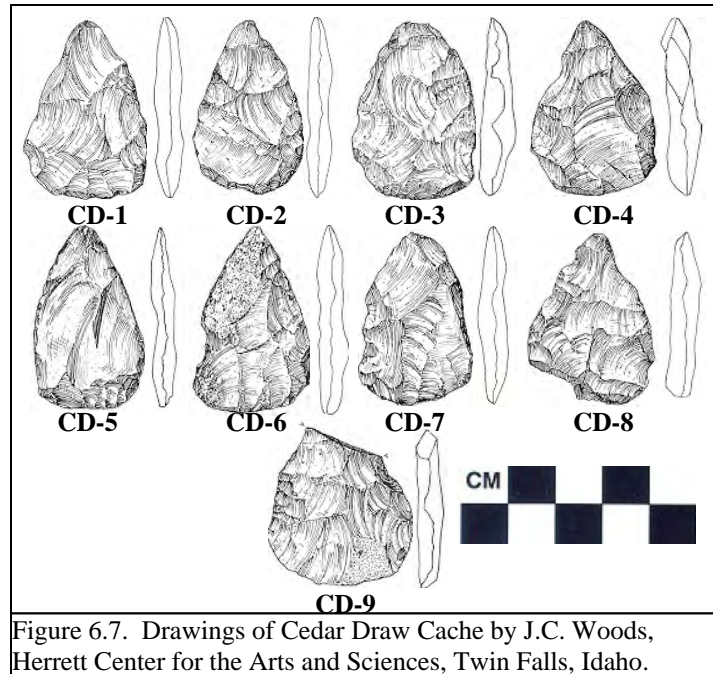 CD-1 CD-2 CD-3 CD-4
CD-5 CD-6 CD-7 CD-8
CM
CD-9
Figure 6.7. Drawings of Cedar Draw Cache by J.C. Woods,
Herrett Center for the Arts and Sciences, Twin Falls, Idaho.